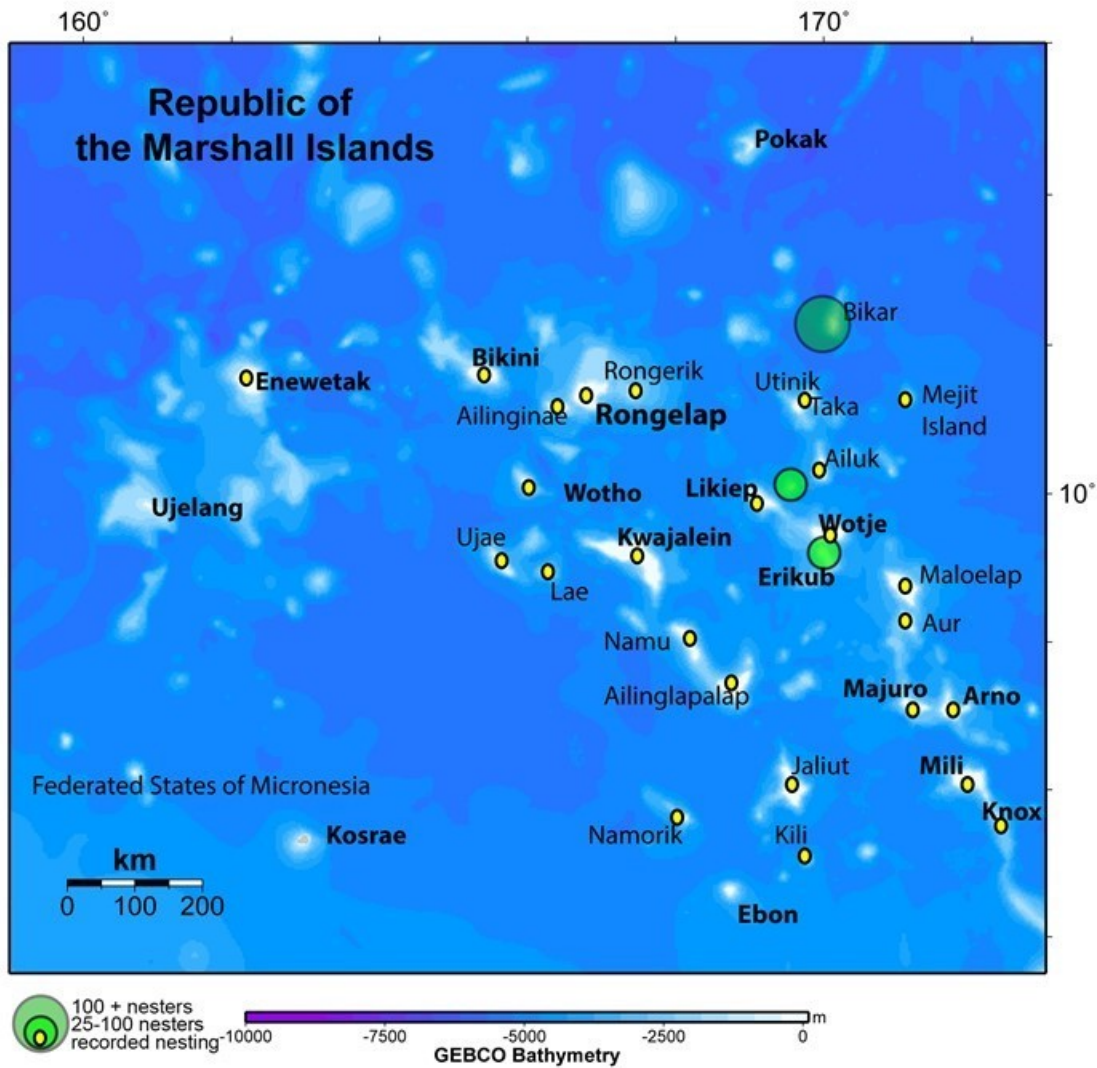 160°
170°
Republic of
the Marshall Islands
Pokak
Bikar
Bikini
Rongerik
Enewetak
Utinik
Mejit
Island
Ailinginae
Rongelap
Taka
Ailuk
10°
Likiep
Wotho
Ujelang
Wotje
Ujae
Kwajalein
Erikub
Maloelap
Lae
Aur
Namu
Ailinglapalap
Majuro
Arno
Jaliut
Mili
Federated States of Micronesia
Knox
Kosrae
Namorik
Kili
km
0 100 200
Ebon
100 + nesters
25-100 nesters
recorded nesting
-10000 -7500 -5000 -2500 0 m
GEBCO Bathymetry